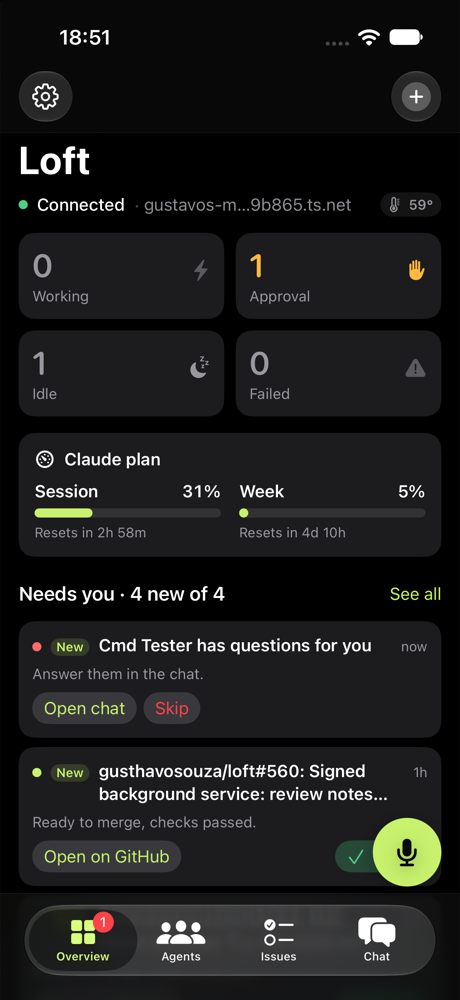 18:51
Loft
Connected · gustavos-m...9b865.ts.net 59°
0
Working
1
Approval
1
Idle
0
Failed
Claude plan
Session 31%
Resets in 2h 58m
Week 5%
Resets in 4d 10h
Needs you · 4 new of 4 See all
New Cmd Tester has questions for you now
Answer them in the chat.
Open chat Skip
New gusthavosouza/loft#560: Signed 1h
background service: review notes...
Ready to merge, checks passed.
Open on GitHub
1
Overview Agents Issues Chat